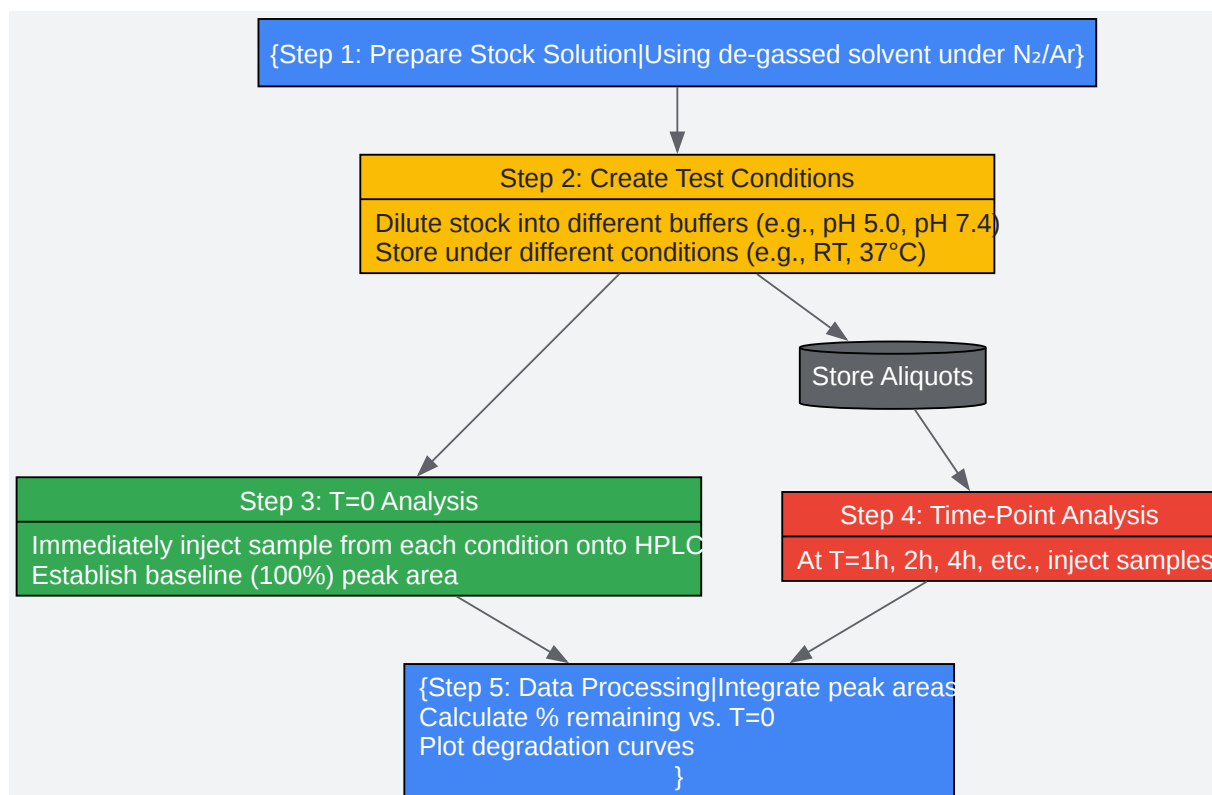 {Step 1: Prepare Stock Solution|Using de-gassed solvent under N₂/Ar}
Step 2: Create Test Conditions
Dilute stock into different buffers (e.g., pH 5.0, pH 7.4)
Store under different conditions (e.g., RT, 37°C)
Store Aliquots
Step 3: T=0 Analysis
Immediately inject sample from each condition onto HPLC
Establish baseline (100%) peak area
Step 4: Time-Point Analysis
At T=1h, 2h, 4h, etc., inject samples
{Step 5: Data Processing|Integrate peak areas
Calculate % remaining vs. T=0
Plot degradation curves
}